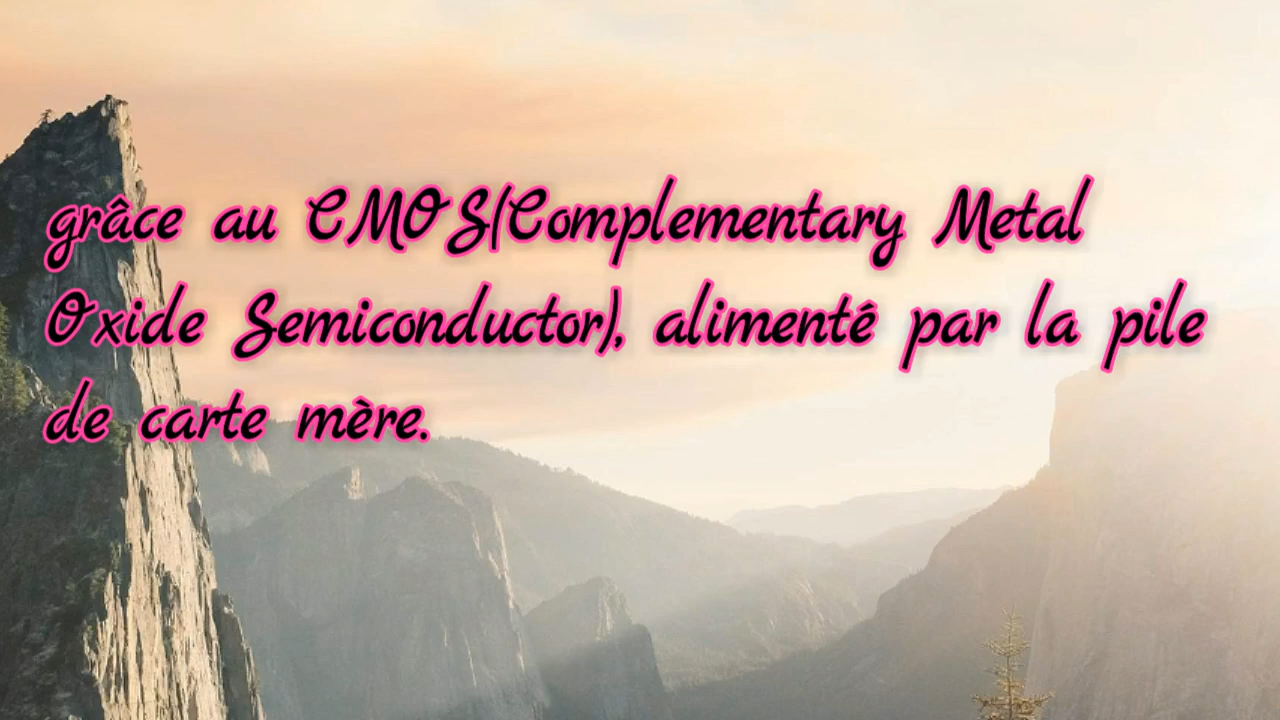 grâce au CMOS(Complementary Metal
Oxide Semiconductor), alimenté par la pile
de carte mère.